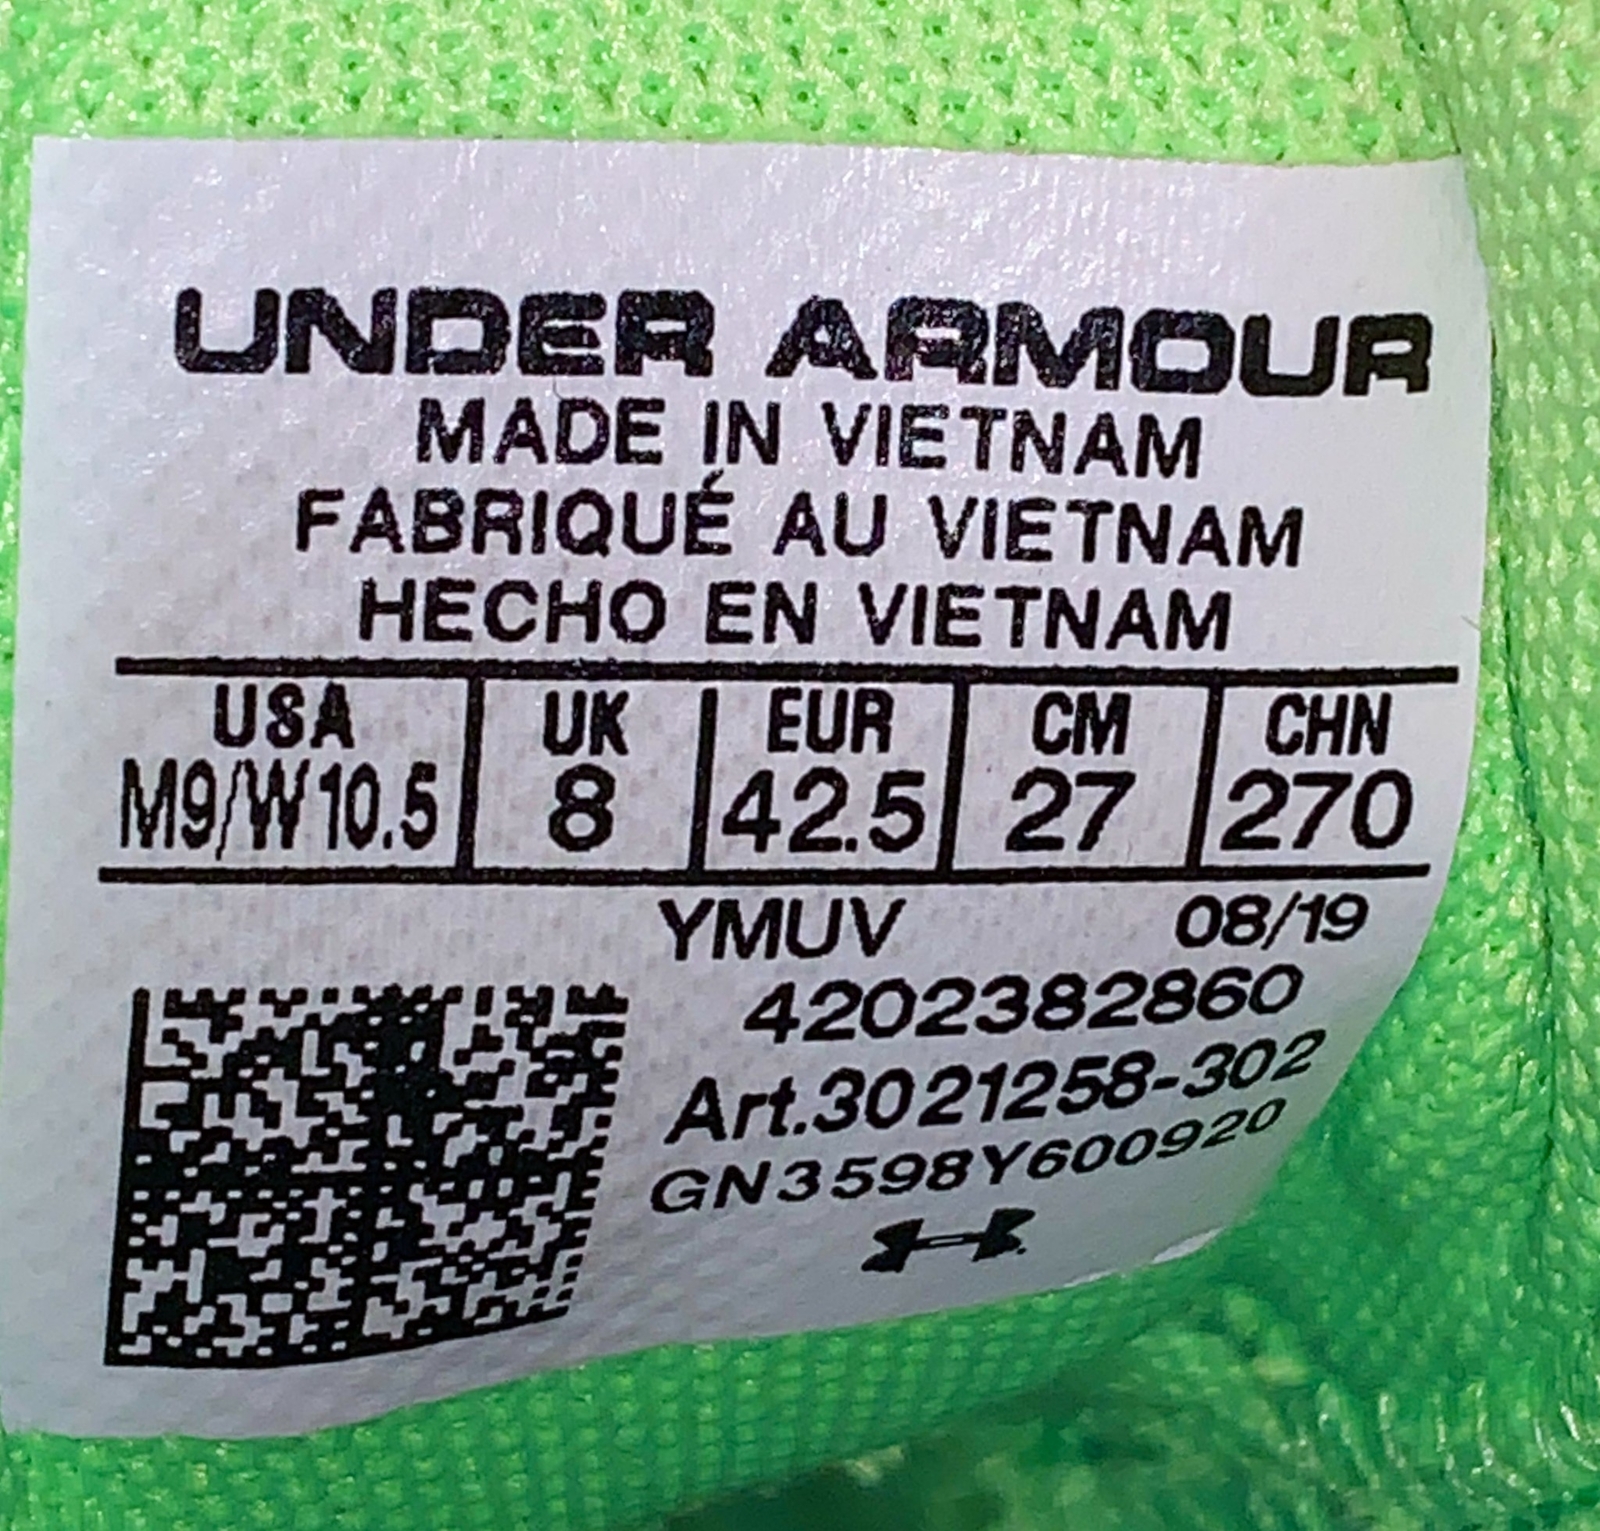 UNDER ARMOUR
MADE IN VIETNAM
FABRIQUÉ AU VIETNAM
HECHO EN VIETNAM
USA UK EUR CM CHN
M9/W10.5 8 42.5 27 270
YMUV 08/19
4202382860
Art.3021258-302
GN3598Y600920